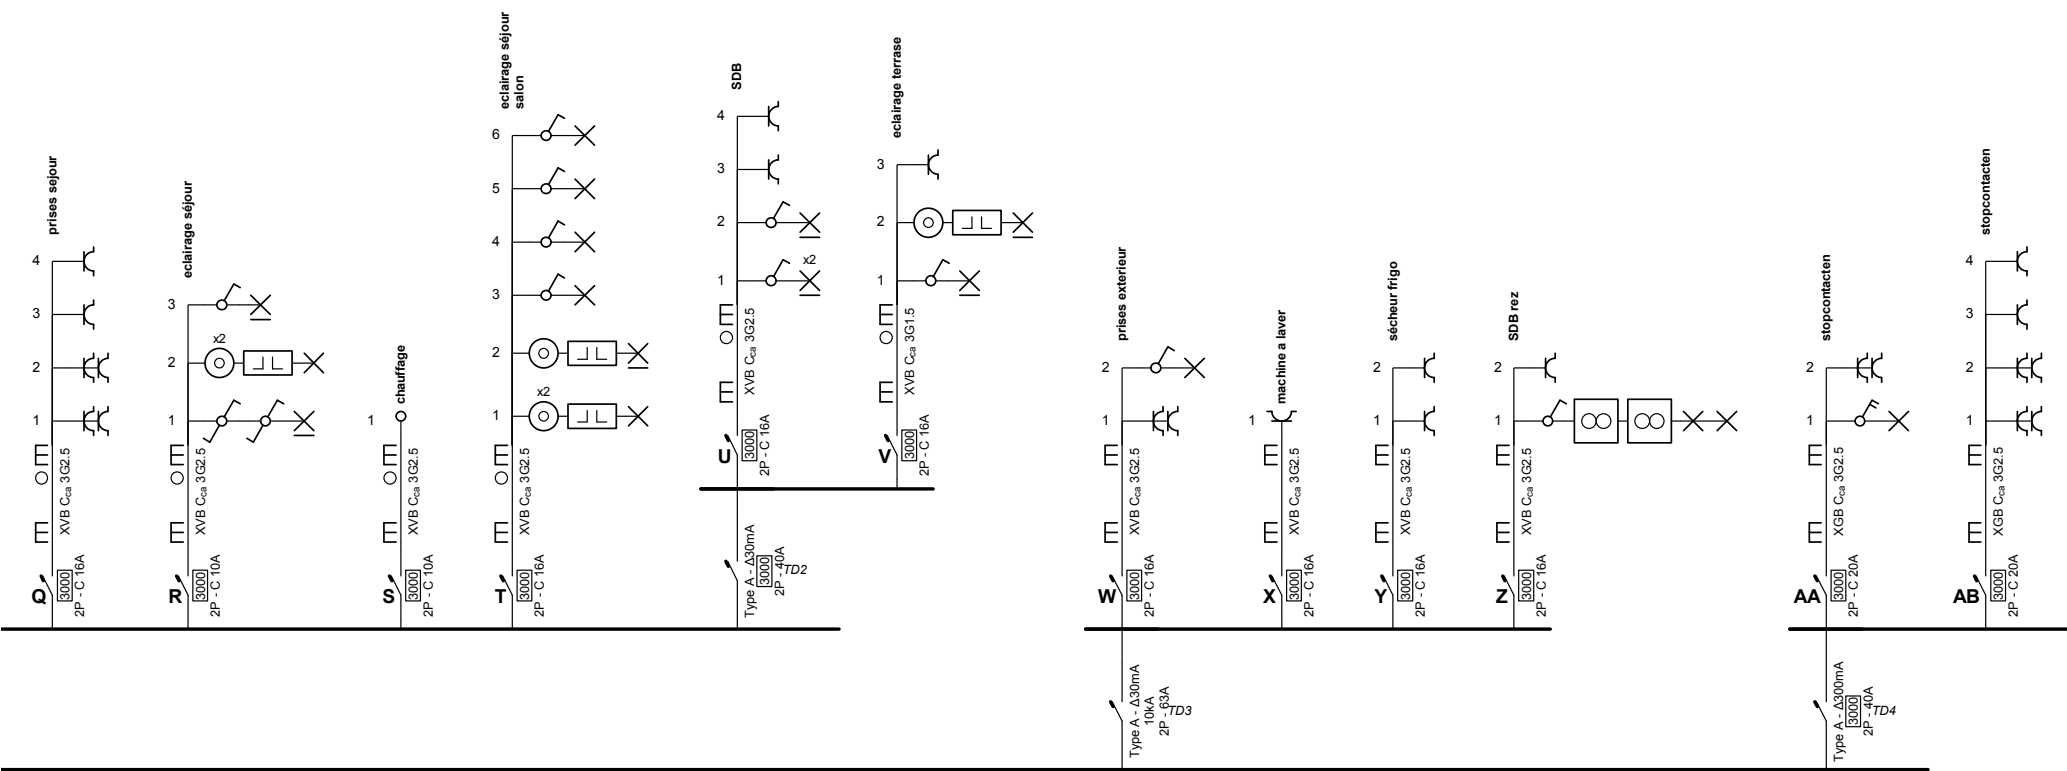 prises sejour
4
3
2
1
XVB Cca 3G2.5
Q
3000
2P - C 16A
eclairage séjour
3
x2
2
1
XVB Cca 3G2.5
R
3000
2P - C 10A
chauffage
1
XVB Cca 3G2.5
S
3000
2P - C 10A
eclairage séjour
salon
6
5
4
3
2
x2
1
XVB Cca 3G2.5
T
3000
2P - C 16A
SDB
4
3
2
x2
1
XVB Cca 3G2.5
U
3000
2P - C 16A
eclairage terrase
3
2
1
XVB Cca 3G1.5
V
3000
2P - C 16A
Type A - Δ30mA
3000
2P - 40A
TD2
prises exterieur
2
1
XVB Cca 3G2.5
W
3000
2P - C 16A
machine a laver
1
XVB Cca 3G2.5
X
3000
2P - C 16A
sécheur frigo
2
1
XVB Cca 3G2.5
Y
3000
2P - C 16A
SDB rez
2
1
XVB Cca 3G2.5
Z
3000
2P - C 16A
Type A - Δ30mA
10kA
2P - 63A
TD3
stopcontacten
2
1
XGB Cca 3G2.5
AA
3000
2P - C 20A
stopcontacten
4
3
2
1
XGB Cca 3G2.5
AB
3000
2P - C 20A
Type A - Δ300mA
3000
2P - 40A
TD4